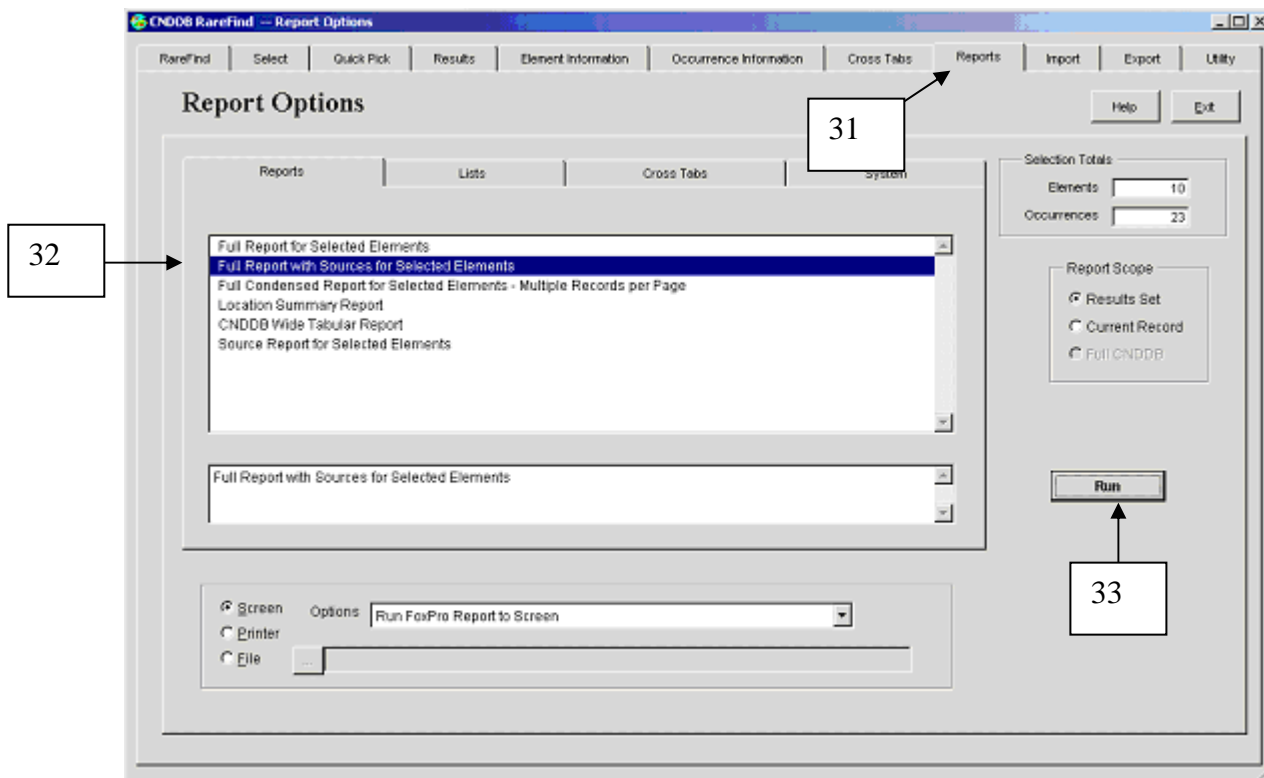 CNDDB RareFind -- Report Options
RareFind Select Quick Pick Results Element Information Occurrence Information Cross Tabs Reports Import Export Utility
Report Options
Help Exit
31
Reports Lists Cross Tabs System
Selection Totals
Elements 10
Occurrences 23
32
Full Report for Selected Elements
Full Report with Sources for Selected Elements
Full Condensed Report for Selected Elements - Multiple Records per Page
Location Summary Report
CNDDB Wide Tabular Report
Source Report for Selected Elements
Report Scope
Results Set
Current Record
Full CNDDB
Full Report with Sources for Selected Elements
Run
33
Screen Options Run FoxPro Report to Screen
Printer
File ...